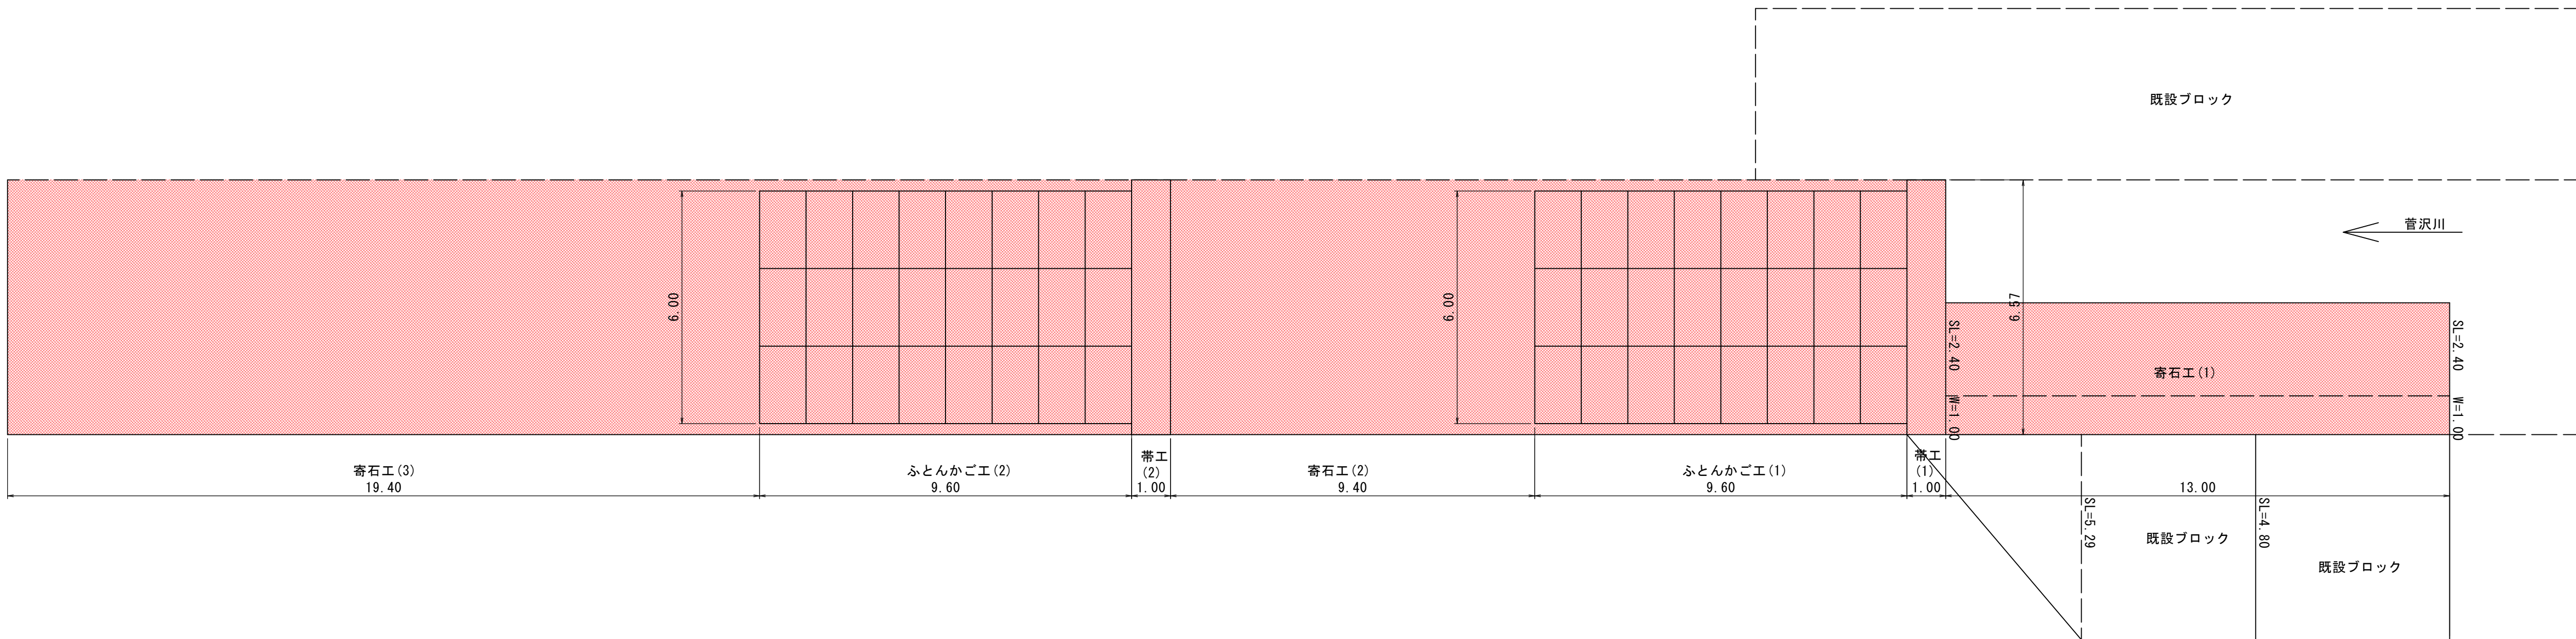 既設ブロック
菅沢川
6.00
6.00
6.57
SL=2.40
SL=2.40
寄石工(1)
W=1.00
W=1.00
寄石工(3)
19.40
ふとんかご工(2)
9.60
帯工
(2)
1.00
寄石工(2)
9.40
ふとんかご工(1)
9.60
帯工
(1)
1.00
13.00
SL=5.29
SL=4.80
既設ブロック
既設ブロック